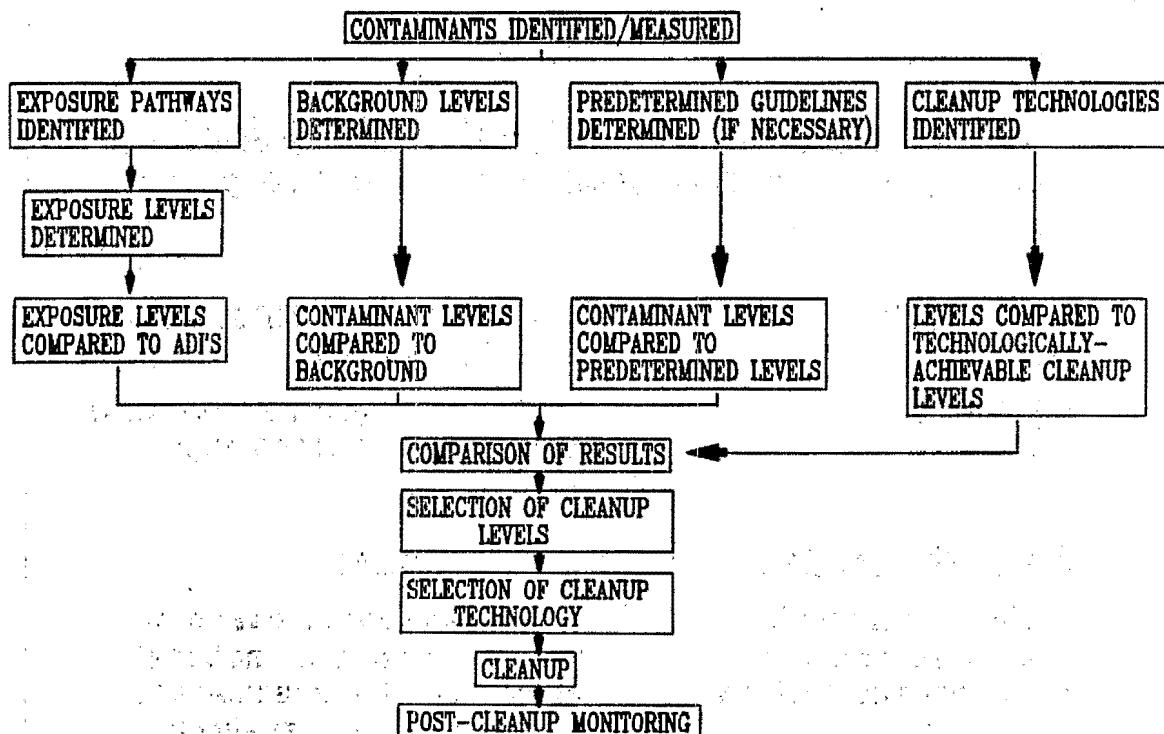 CONTAMINANTS IDENTIFIED/MEASURED
EXPOSURE PATHWAYS
IDENTIFIED
BACKGROUND LEVELS
DETERMINED
PREDETERMINED GUIDELINES
DETERMINED (IF NECESSARY)
CLEANUP TECHNOLOGIES
IDENTIFIED
EXPOSURE LEVELS
DETERMINED
EXPOSURE LEVELS
COMPARED TO ADI'S
CONTAMINANT LEVELS
COMPARED TO
BACKGROUND
CONTAMINANT LEVELS
COMPARED TO
PREDETERMINED LEVELS
LEVELS COMPARED TO
TECHNOLOGICALLY-
ACHIEVABLE CLEANUP
LEVELS
COMPARISON OF RESULTS
SELECTION OF CLEANUP
LEVELS
SELECTION OF CLEANUP
TECHNOLOGY
CLEANUP
POST-CLEANUP MONITORING